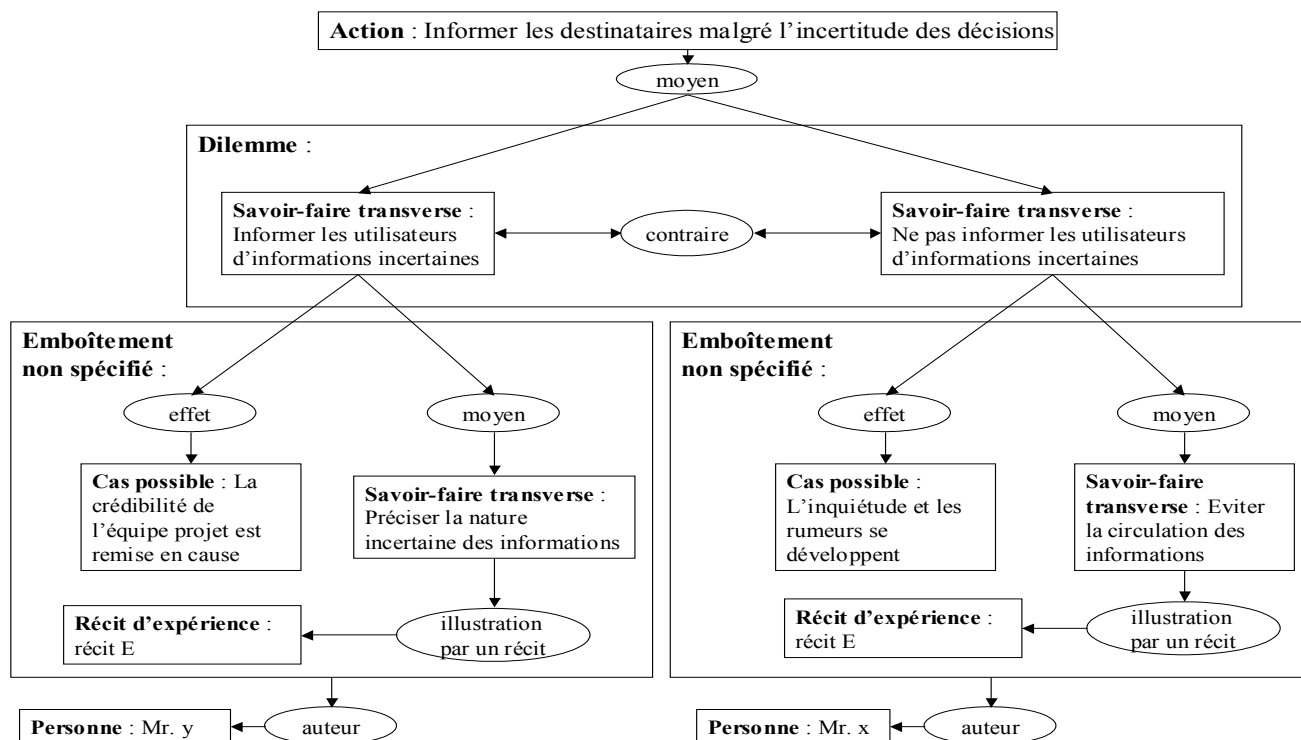 Action : Informer les destinataires malgré l’incertitude des décisions
moyen
Dilemme :
Savoir-faire transverse :
Informer les utilisateurs
d’informations incertaines
contraire
Savoir-faire transverse :
Ne pas informer les utilisateurs
d’informations incertaines
Emboîtement
non spécifié :
effet
moyen
Cas possible : La
crédibilité de
l’équipe projet est
remise en cause
Savoir-faire transverse :
Préciser la nature
incertaine des informations
Récit d’expérience :
récit E
illustration
par un récit
Personne : Mr. y
auteur
Emboîtement
non spécifié :
effet
moyen
Cas possible :
L’inquiétude et les
rumeurs se
développent
Savoir-faire
transverse : Eviter
la circulation des
informations
Récit d’expérience :
récit E
illustration
par un récit
Personne : Mr. x
auteur